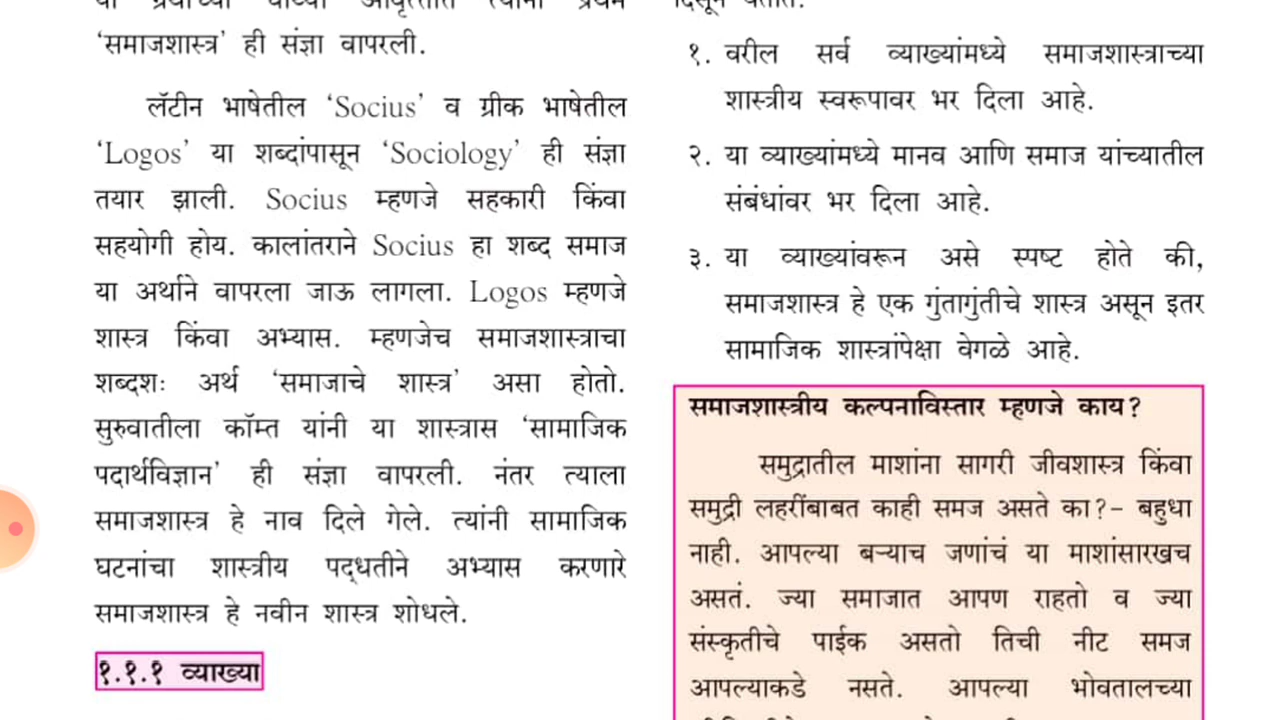 ‘समाजशास्त्र’ ही संज्ञा वापरली.
लॅटीन भाषेतील ‘Socius’ व ग्रीक भाषेतील
‘Logos’ या शब्दांपासून ‘Sociology’ ही संज्ञा
तयार झाली. Socius म्हणजे सहकारी किंवा
सहयोगी होय. कालांतराने Socius हा शब्द समाज
या अर्थाने वापरला जाऊ लागला. Logos म्हणजे
शास्त्र किंवा अभ्यास. म्हणजेच समाजशास्त्राचा
शब्दशः अर्थ ‘समाजाचे शास्त्र’ असा होतो.
सुरुवातीला कॉम्त यांनी या शास्त्रास ‘सामाजिक
पदार्थविज्ञान’ ही संज्ञा वापरली. नंतर त्याला
समाजशास्त्र हे नाव दिले गेले. त्यांनी सामाजिक
घटनांचा शास्त्रीय पद्धतीने अभ्यास करणारे
समाजशास्त्र हे नवीन शास्त्र शोधले.
१.१.१ व्याख्या
१. वरील सर्व व्याख्यांमध्ये समाजशास्त्राच्या
शास्त्रीय स्वरूपावर भर दिला आहे.
२. या व्याख्यांमध्ये मानव आणि समाज यांच्यातील
संबंधांवर भर दिला आहे.
३. या व्याख्यांवरून असे स्पष्ट होते की,
समाजशास्त्र हे एक गुंतागुंतीचे शास्त्र असून इतर
सामाजिक शास्त्रांपेक्षा वेगळे आहे.
समाजशास्त्रीय कल्पनाविस्तार म्हणजे काय?
समुद्रातील माशांना सागरी जीवशास्त्र किंवा
समुद्री लहरींबाबत काही समज असते का?- बहुधा
नाही. आपल्या बऱ्याच जणांचं या माशांसारखच
असतं. ज्या समाजात आपण राहतो व ज्या
संस्कृतीचे पाईक असतो तिची नीट समज
आपल्याकडे नसते. आपल्या भोवतालच्या